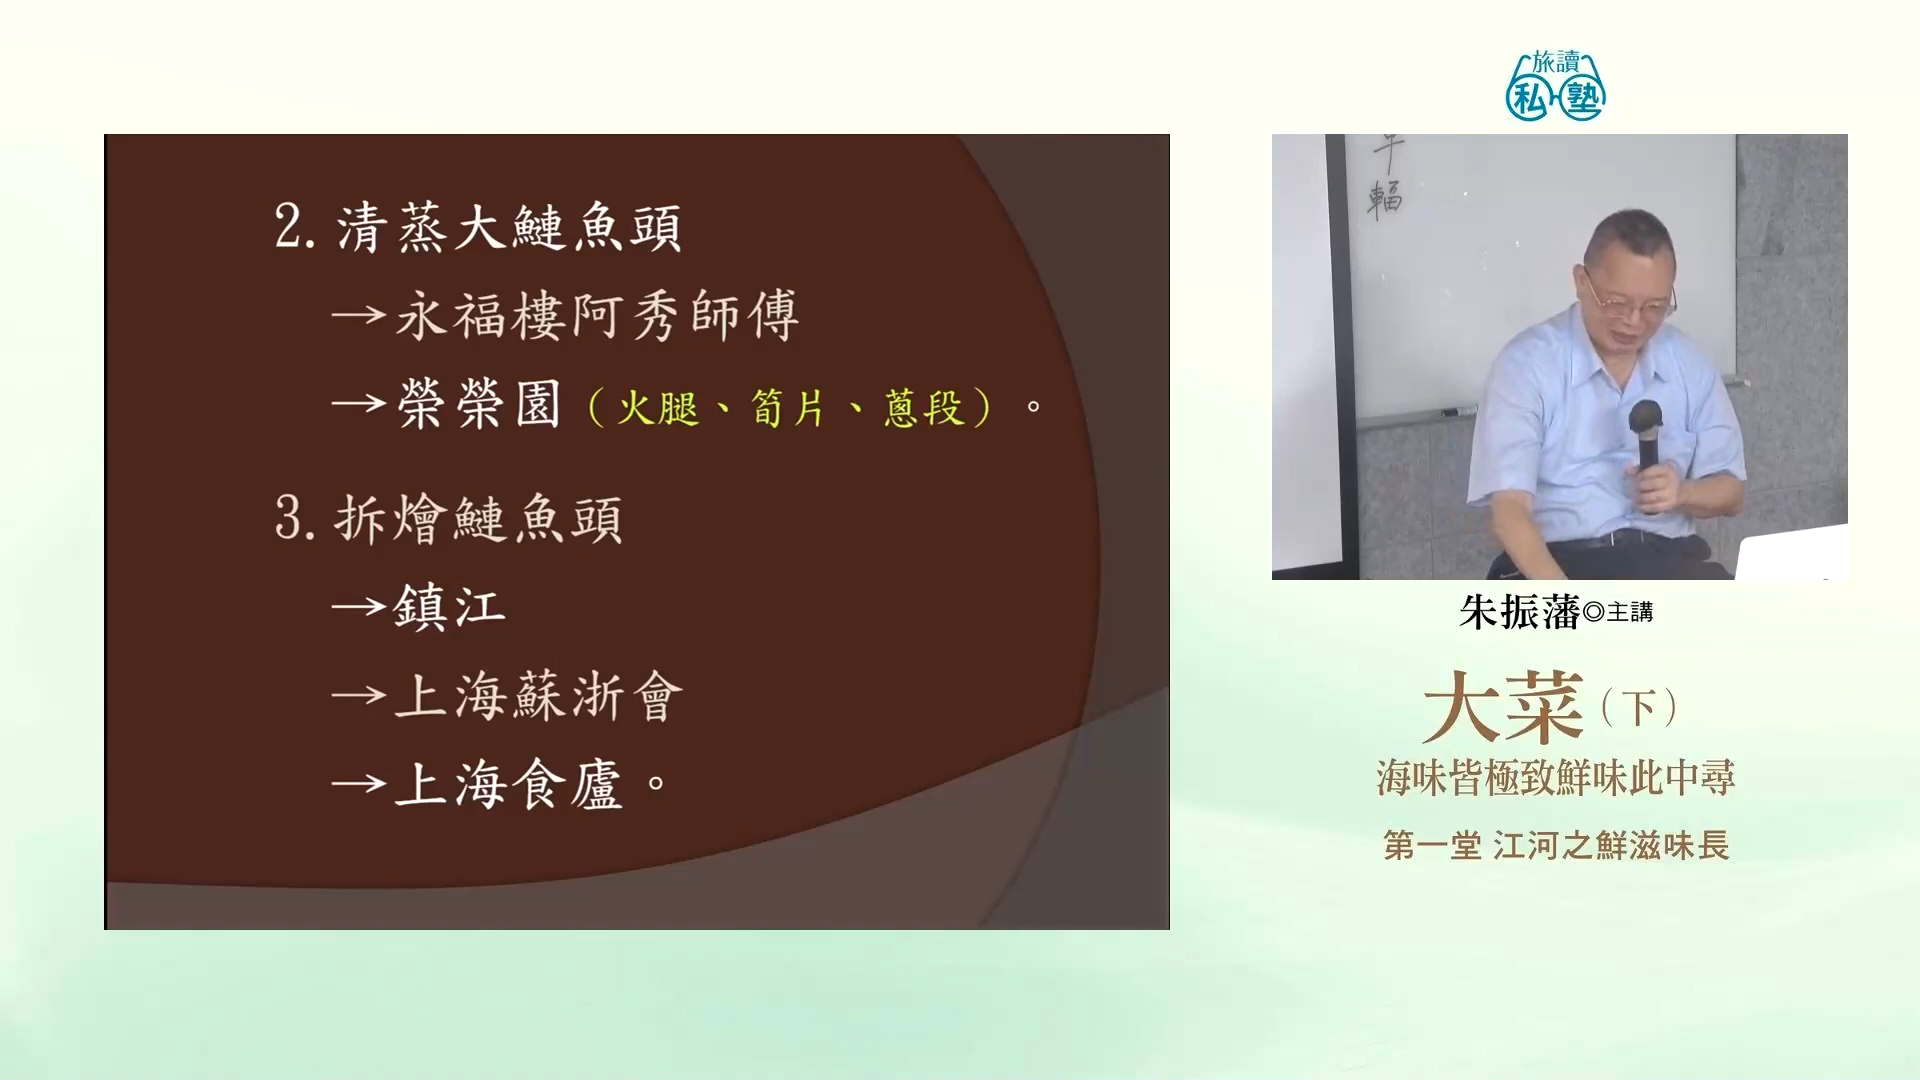 2.清蒸大鰱魚頭
→永福樓阿秀師傅
→榮榮園（火腿、筍片、蔥段）。
3.拆燴鰱魚頭
→鎮江
→上海蘇浙會
→上海食廬。
旅讀
私塾
輻
朱振藩◎主講
大菜（下）
海味皆極致鮮味此中尋
第一堂 江河之鮮滋味長